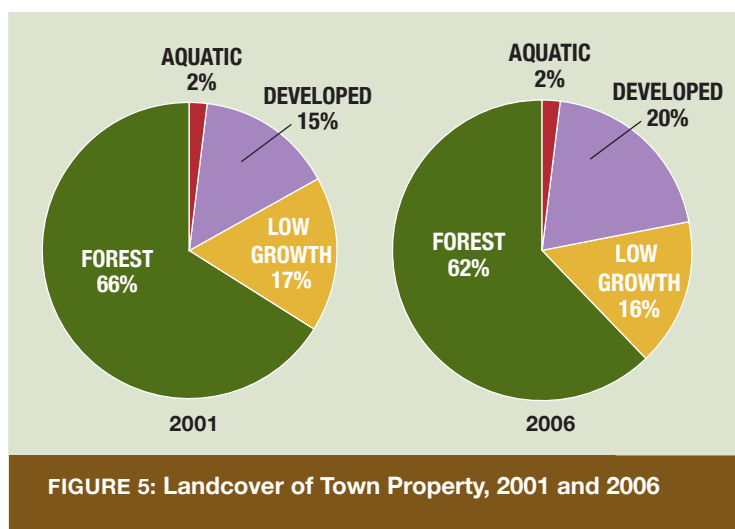 AQUATIC
2%
DEVELOPED
15%
LOW
GROWTH
17%
FOREST
66%
2001
AQUATIC
2%
DEVELOPED
20%
LOW
GROWTH
16%
FOREST
62%
2006
FIGURE 5: Landcover of Town Property, 2001 and 2006